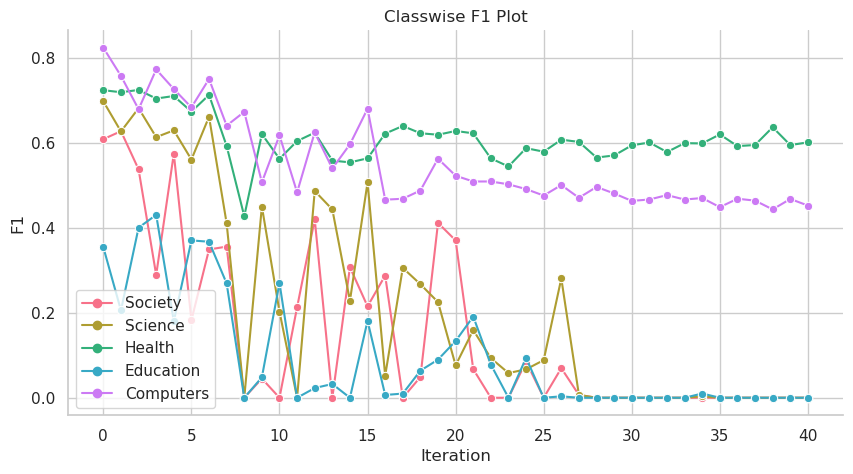 Classwise F1 Plot
F1
0.8
0.6
0.4
0.2
0.0
Society
Science
Health
Education
Computers
0 5 10 15 20 25 30 35 40
Iteration